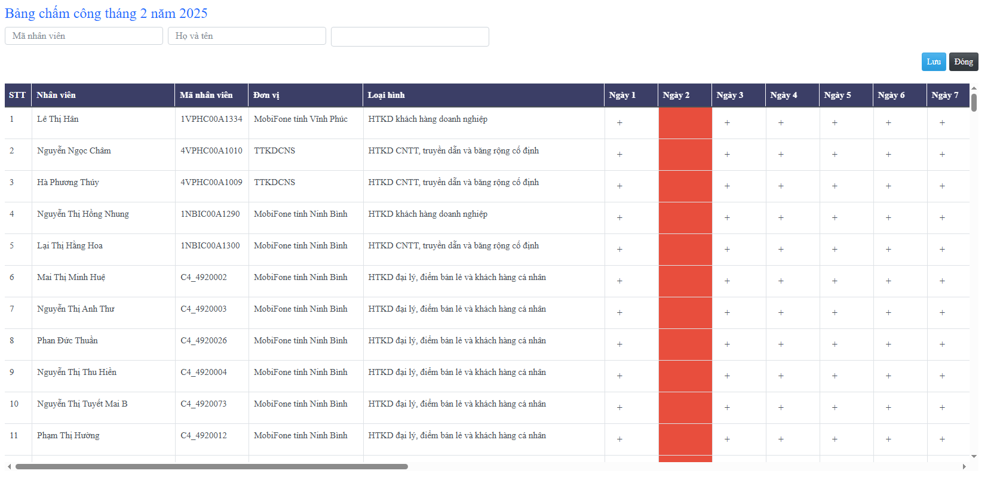 Bảng chấm công tháng 2 năm 2025
Mã nhân viên Họ và tên
Lưu Đóng
STT Nhân viên Mã nhân viên Đơn vị Loại hình Ngày 1 Ngày 2 Ngày 3 Ngày 4 Ngày 5 Ngày 6 Ngày 7
1 Lê Thị Hân 1VPHC00A1334 MobiFone tỉnh Vĩnh Phúc HTKD khách hàng doanh nghiệp + + + + + +
2 Nguyễn Ngọc Châm 4VPHC00A1010 TTKDCNS HTKD CNTT, truyền dẫn và băng rộng cố định + + + + + +
3 Hà Phương Thúy 4VPHC00A1009 TTKDCNS HTKD CNTT, truyền dẫn và băng rộng cố định + + + + + +
4 Nguyễn Thị Hồng Nhung 1NBIC00A1290 MobiFone tỉnh Ninh Bình HTKD khách hàng doanh nghiệp + + + + + +
5 Lại Thị Hằng Hoa 1NBIC00A1300 MobiFone tỉnh Ninh Bình HTKD CNTT, truyền dẫn và băng rộng cố định + + + + + +
6 Mai Thị Minh Huệ C4_4920002 MobiFone tỉnh Ninh Bình HTKD đại lý, điểm bán lẻ và khách hàng cá nhân + + + + + +
7 Nguyễn Thị Anh Thư C4_4920003 MobiFone tỉnh Ninh Bình HTKD đại lý, điểm bán lẻ và khách hàng cá nhân + + + + + +
8 Phan Đức Thuần C4_4920026 MobiFone tỉnh Ninh Bình HTKD đại lý, điểm bán lẻ và khách hàng cá nhân + + + + + +
9 Nguyễn Thị Thu Hiền C4_4920004 MobiFone tỉnh Ninh Bình HTKD đại lý, điểm bán lẻ và khách hàng cá nhân + + + + + +
10 Nguyễn Thị Tuyết Mai B C4_4920073 MobiFone tỉnh Ninh Bình HTKD đại lý, điểm bán lẻ và khách hàng cá nhân + + + + + +
11 Phạm Thị Hường C4_4920012 MobiFone tỉnh Ninh Bình HTKD đại lý, điểm bán lẻ và khách hàng cá nhân + + + + + +